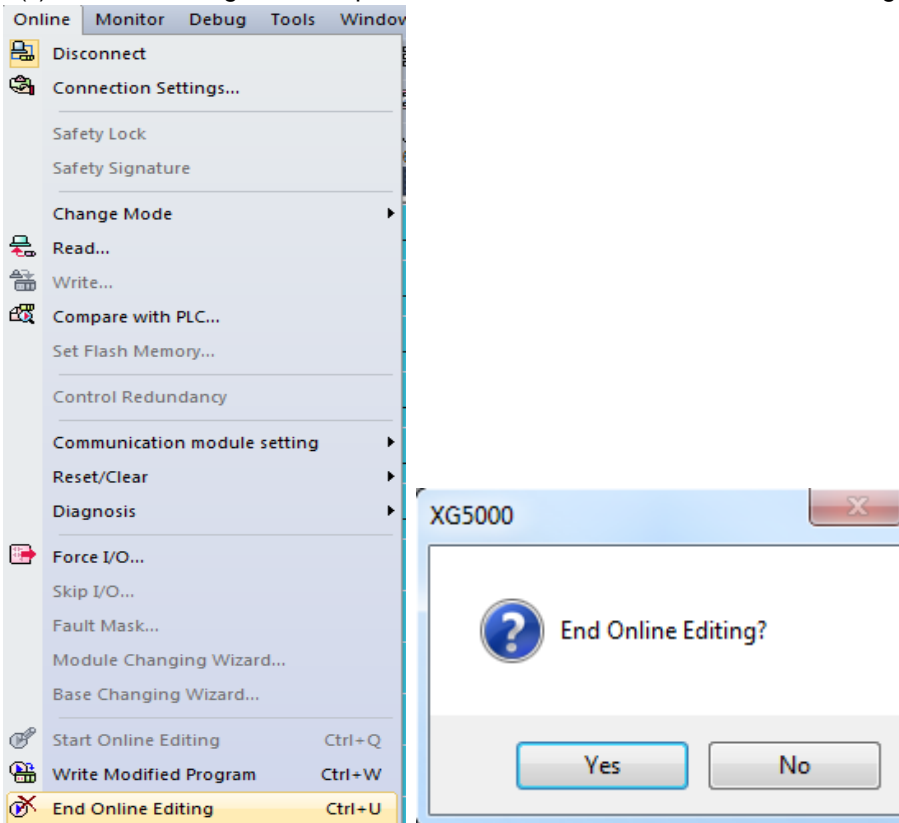 Online Monitor Debug Tools Window
Disconnect
Connection Settings...
Safety Lock
Safety Signature
Change Mode
Read...
Write...
Compare with PLC...
Set Flash Memory...
Control Redundancy
Communication module setting
Reset/Clear
Diagnosis
Force I/O...
Skip I/O...
Fault Mask...
Module Changing Wizard...
Base Changing Wizard...
Start Online Editing Ctrl+Q
Write Modified Program Ctrl+W
End Online Editing Ctrl+U
XG5000
End Online Editing?
Yes No